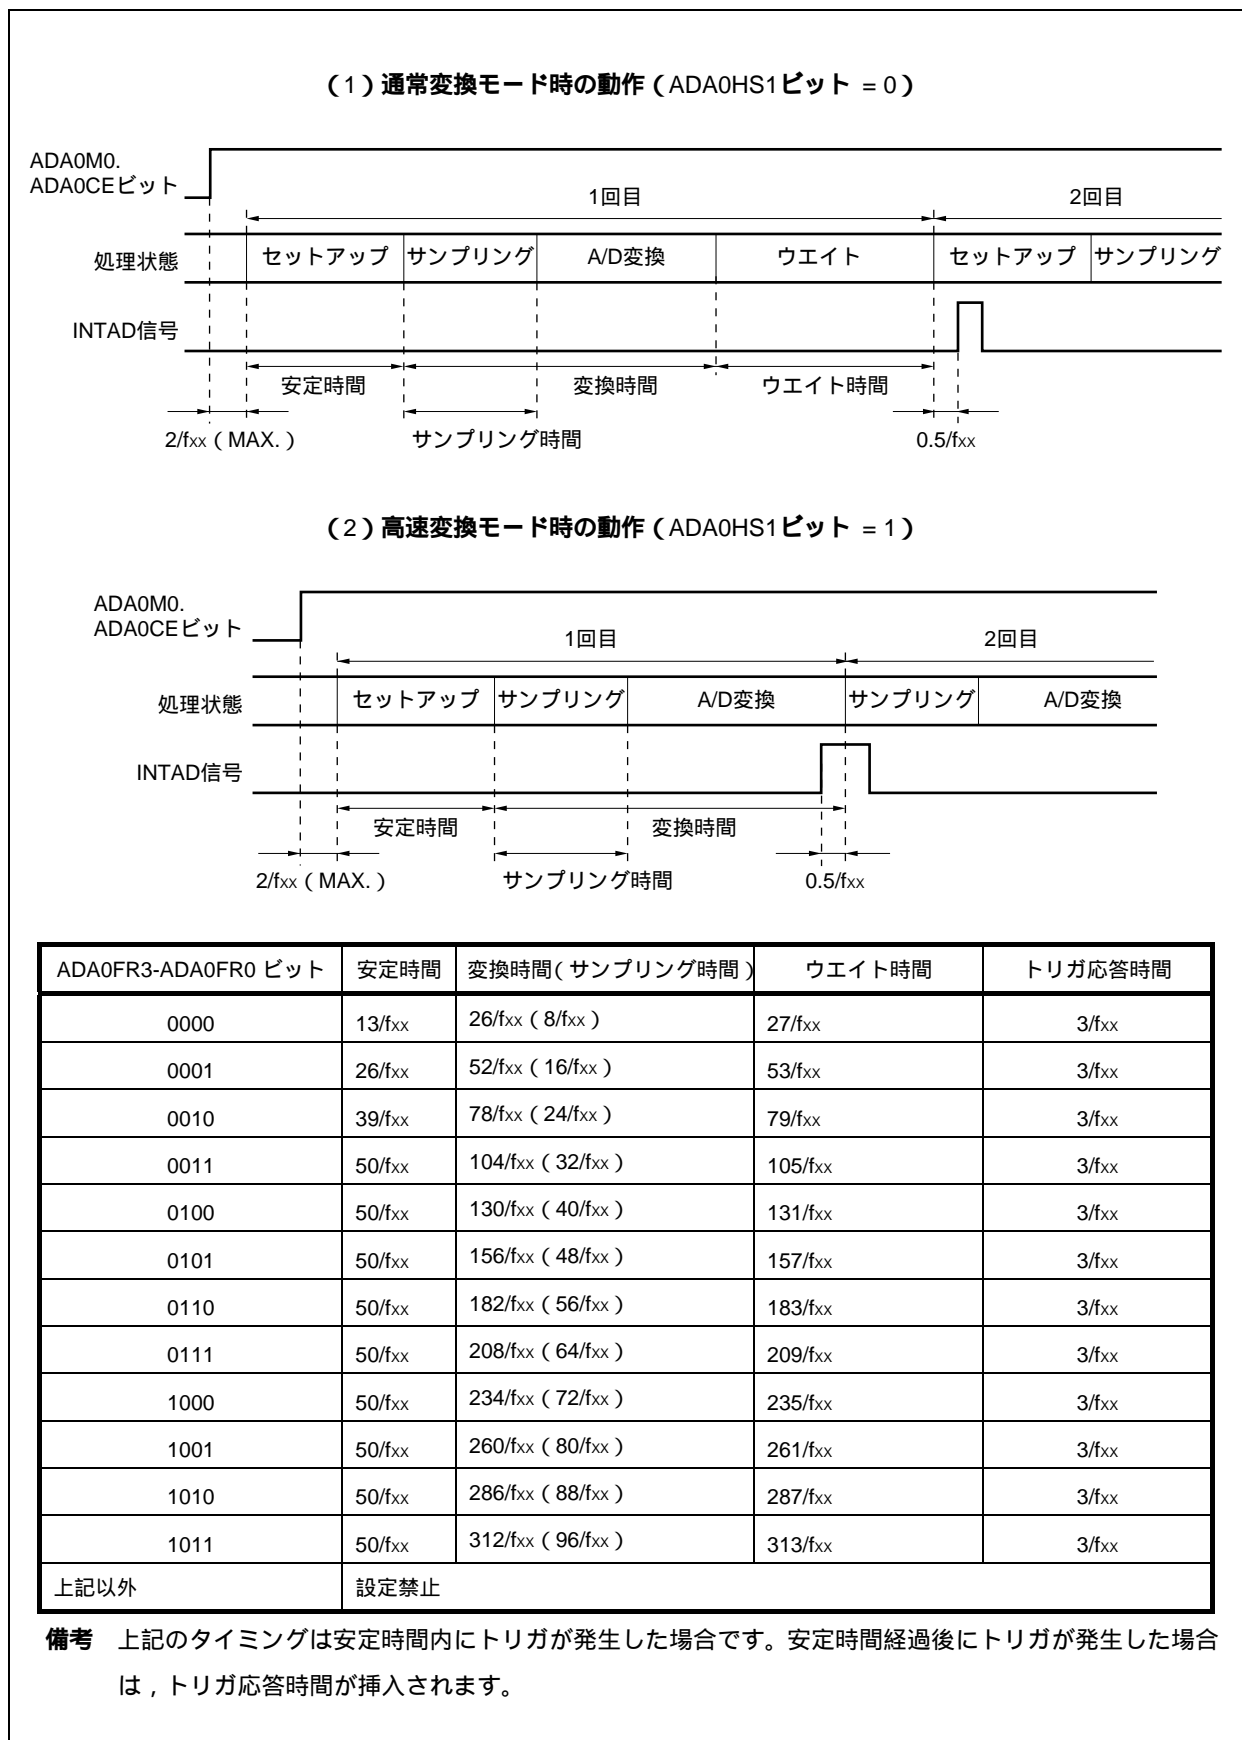 （1）通常変換モード時の動作（ADA0HS1ビット = 0）
ADA0M0.
ADA0CEビット
1回目
2回目
処理状態
セットアップ
サンプリング
A/D変換
ウエイト
セットアップ
サンプリング
INTAD信号
安定時間
変換時間
ウエイト時間
2/fxx（MAX.）
サンプリング時間
0.5/fxx
（2）高速変換モード時の動作（ADA0HS1ビット = 1）
ADA0M0.
ADA0CEビット
1回目
2回目
処理状態
セットアップ
サンプリング
A/D変換
サンプリング
A/D変換
INTAD信号
安定時間
変換時間
2/fxx（MAX.）
サンプリング時間
0.5/fxx
ADA0FR3-ADA0FR0 ビット 安定時間 変換時間（サンプリング時間） ウエイト時間 トリガ応答時間
0000 13/fxx 26/fxx（8/fxx） 27/fxx 3/fxx
0001 26/fxx 52/fxx（16/fxx） 53/fxx 3/fxx
0010 39/fxx 78/fxx（24/fxx） 79/fxx 3/fxx
0011 50/fxx 104/fxx（32/fxx） 105/fxx 3/fxx
0100 50/fxx 130/fxx（40/fxx） 131/fxx 3/fxx
0101 50/fxx 156/fxx（48/fxx） 157/fxx 3/fxx
0110 50/fxx 182/fxx（56/fxx） 183/fxx 3/fxx
0111 50/fxx 208/fxx（64/fxx） 209/fxx 3/fxx
1000 50/fxx 234/fxx（72/fxx） 235/fxx 3/fxx
1001 50/fxx 260/fxx（80/fxx） 261/fxx 3/fxx
1010 50/fxx 286/fxx（88/fxx） 287/fxx 3/fxx
1011 50/fxx 312/fxx（96/fxx） 313/fxx 3/fxx
上記以外 設定禁止
備考 上記のタイミングは安定時間内にトリガが発生した場合です。安定時間経過後にトリガが発生した場合
は，トリガ応答時間が挿入されます。